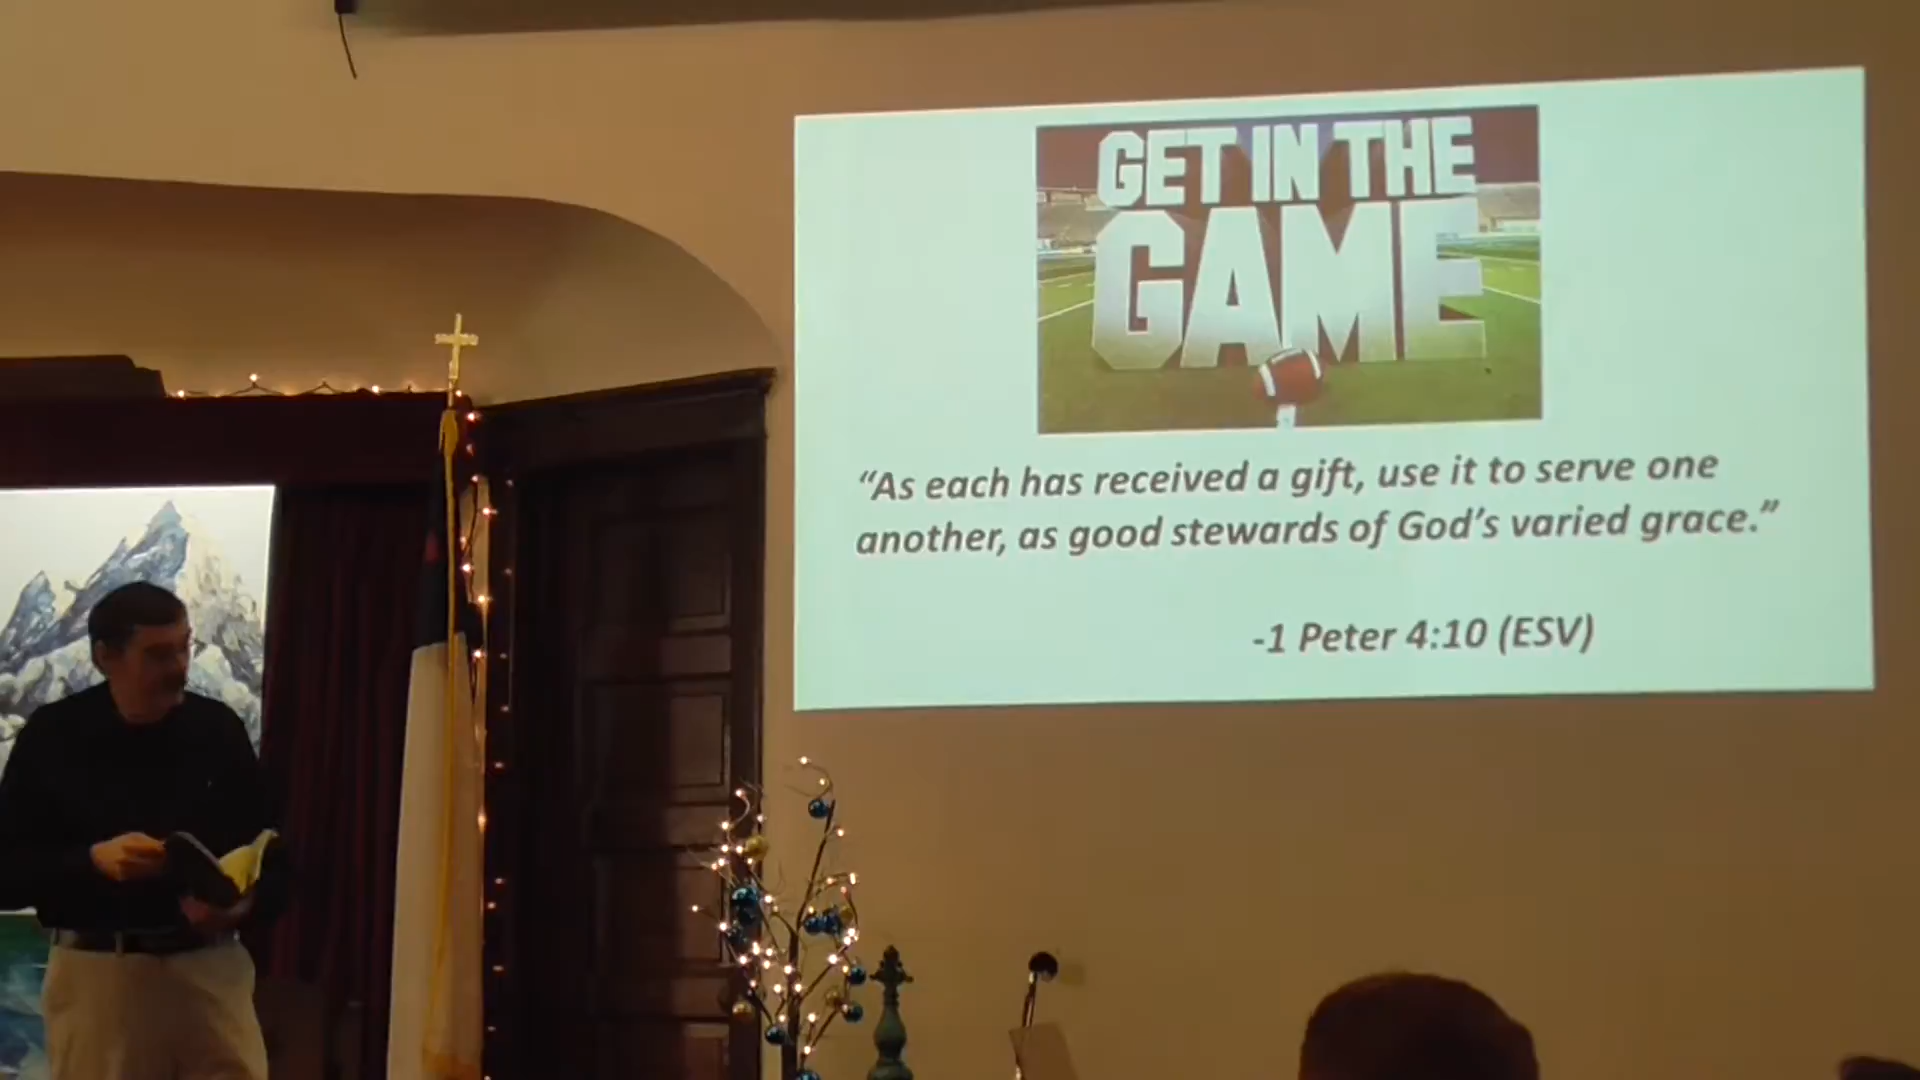 GET IN THE
GAME
“As each has received a gift, use it to serve one
another, as good stewards of God’s varied grace.”
-1 Peter 4:10 (ESV)